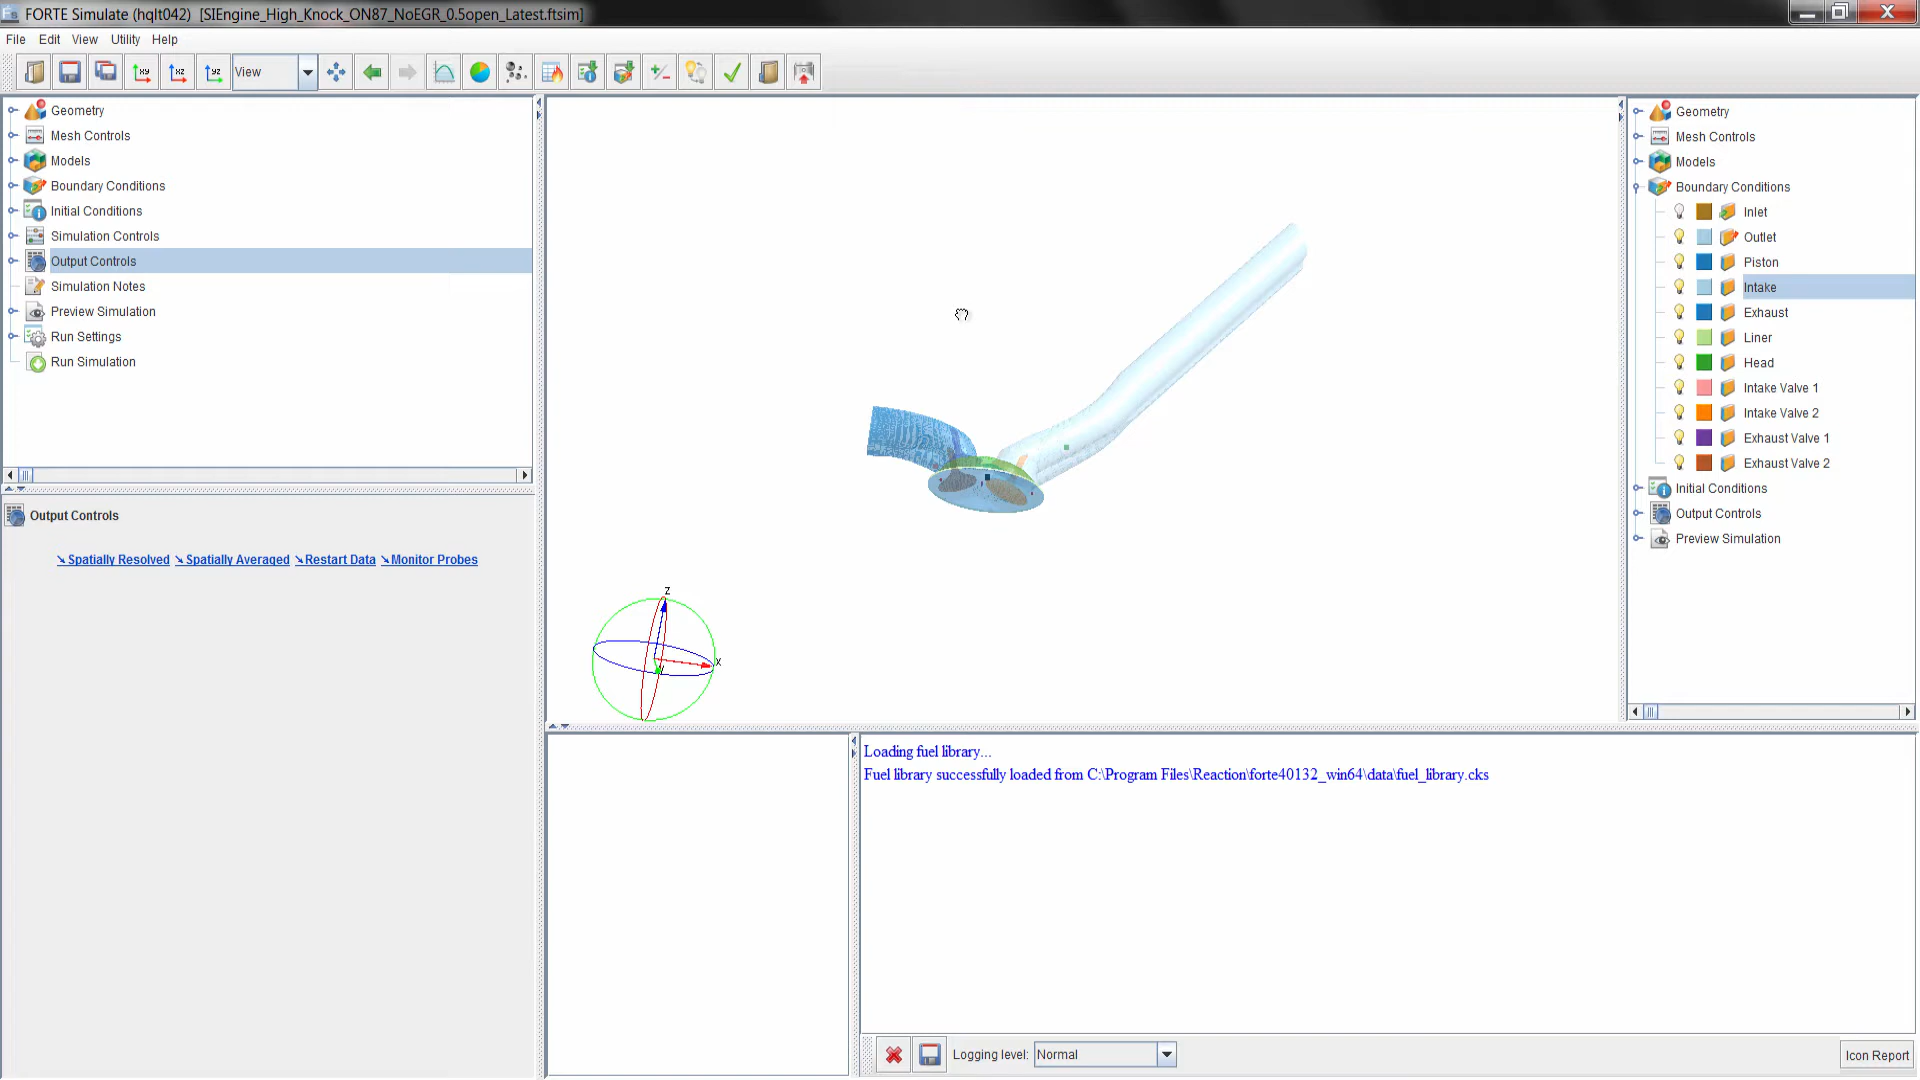 FORTE Simulate (hqlt042) [SIEngine_High_Knock_ON87_NoEGR_0.5open_Latest.ftsim]
File Edit View Utility Help
xy xz yz View
Geometry
Mesh Controls
Models
Boundary Conditions
Initial Conditions
Simulation Controls
Output Controls
Simulation Notes
Preview Simulation
Run Settings
Run Simulation
Output Controls
Spatially Resolved Spatially Averaged Restart Data Monitor Probes
z
x
Geometry
Mesh Controls
Models
Boundary Conditions
Inlet
Outlet
Piston
Intake
Exhaust
Liner
Head
Intake Valve 1
Intake Valve 2
Exhaust Valve 1
Exhaust Valve 2
Initial Conditions
Output Controls
Preview Simulation
Loading fuel library...
Fuel library successfully loaded from C:\Program Files\Reaction\forte40132_win64\data\fuel_library.cks
Logging level: Normal
Icon Report